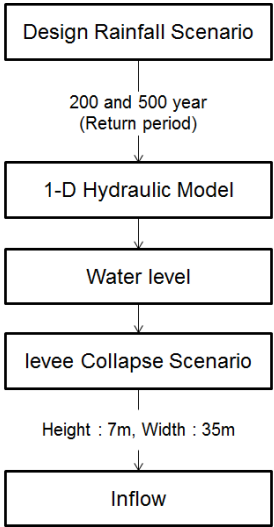 Design Rainfall Scenario
200 and 500 year
(Return period)
1-D Hydraulic Model
Water level
levee Collapse Scenario
Height : 7m, Width : 35m
Inflow